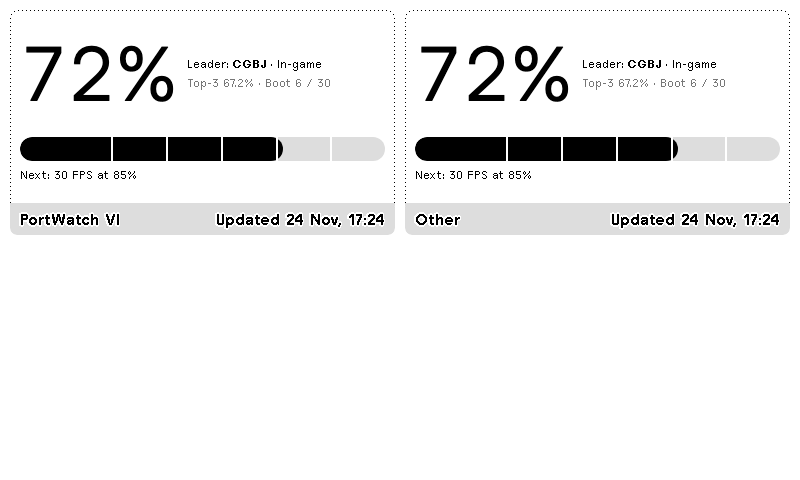 72%
Leader: CGBJ · In-game
Top-3 67.2% · Boot 6 / 30
Next: 30 FPS at 85%
PortWatch VI
Updated 24 Nov, 17:24
72%
Leader: CGBJ · In-game
Top-3 67.2% · Boot 6 / 30
Next: 30 FPS at 85%
Other
Updated 24 Nov, 17:24